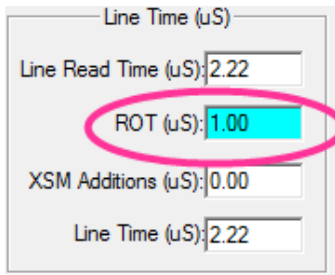 Line Time (uS)
Line Read Time (uS): 2.22
ROT (uS): 1.00
XSM Additions (uS): 0.00
Line Time (uS): 2.22